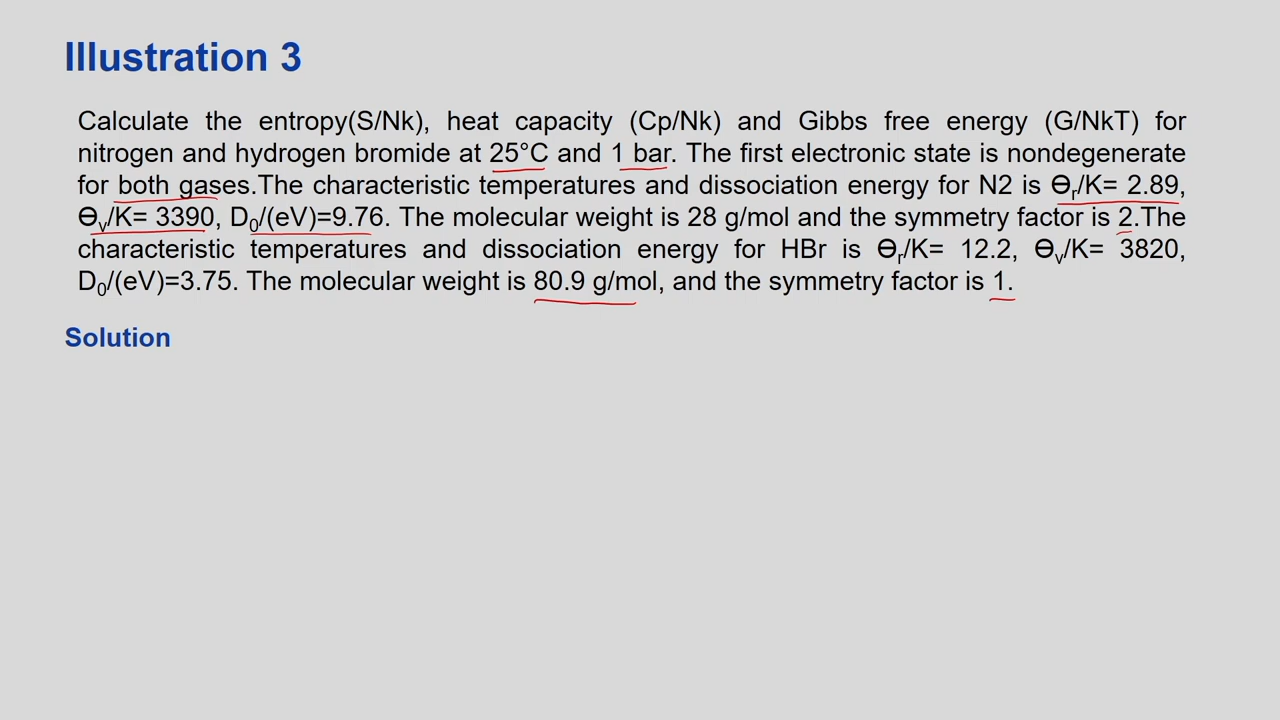 Illustration 3
Calculate the entropy(S/Nk), heat capacity (Cp/Nk) and Gibbs free energy (G/NkT) for
nitrogen and hydrogen bromide at 25°C and 1 bar. The first electronic state is nondegenerate
for both gases.The characteristic temperatures and dissociation energy for N2 is ϴr/K= 2.89,
ϴv/K= 3390, D0/(eV)=9.76. The molecular weight is 28 g/mol and the symmetry factor is 2.The
characteristic temperatures and dissociation energy for HBr is ϴr/K= 12.2, ϴv/K= 3820,
D0/(eV)=3.75. The molecular weight is 80.9 g/mol, and the symmetry factor is 1.
Solution